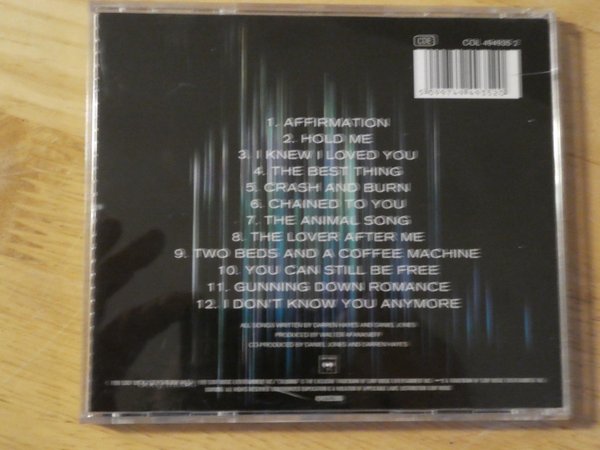 CDE
COL 494935 2
5 099749 493520
1. AFFIRMATION
2. HOLD ME
3. I KNEW I LOVED YOU
4. THE BEST THING
5. CRASH AND BURN
6. CHAINED TO YOU
7. THE ANIMAL SONG
8. THE LOVER AFTER ME
9. TWO BEDS AND A COFFEE MACHINE
10. YOU CAN STILL BE FREE
11. GUNNING DOWN ROMANCE
12. I DON'T KNOW YOU ANYMORE
ALL SONGS WRITTEN BY DARREN HAYES AND DANIEL JONES
PRODUCED BY WALTER AFANASIEFF
CO-PRODUCED BY DANIEL JONES AND DARREN HAYES